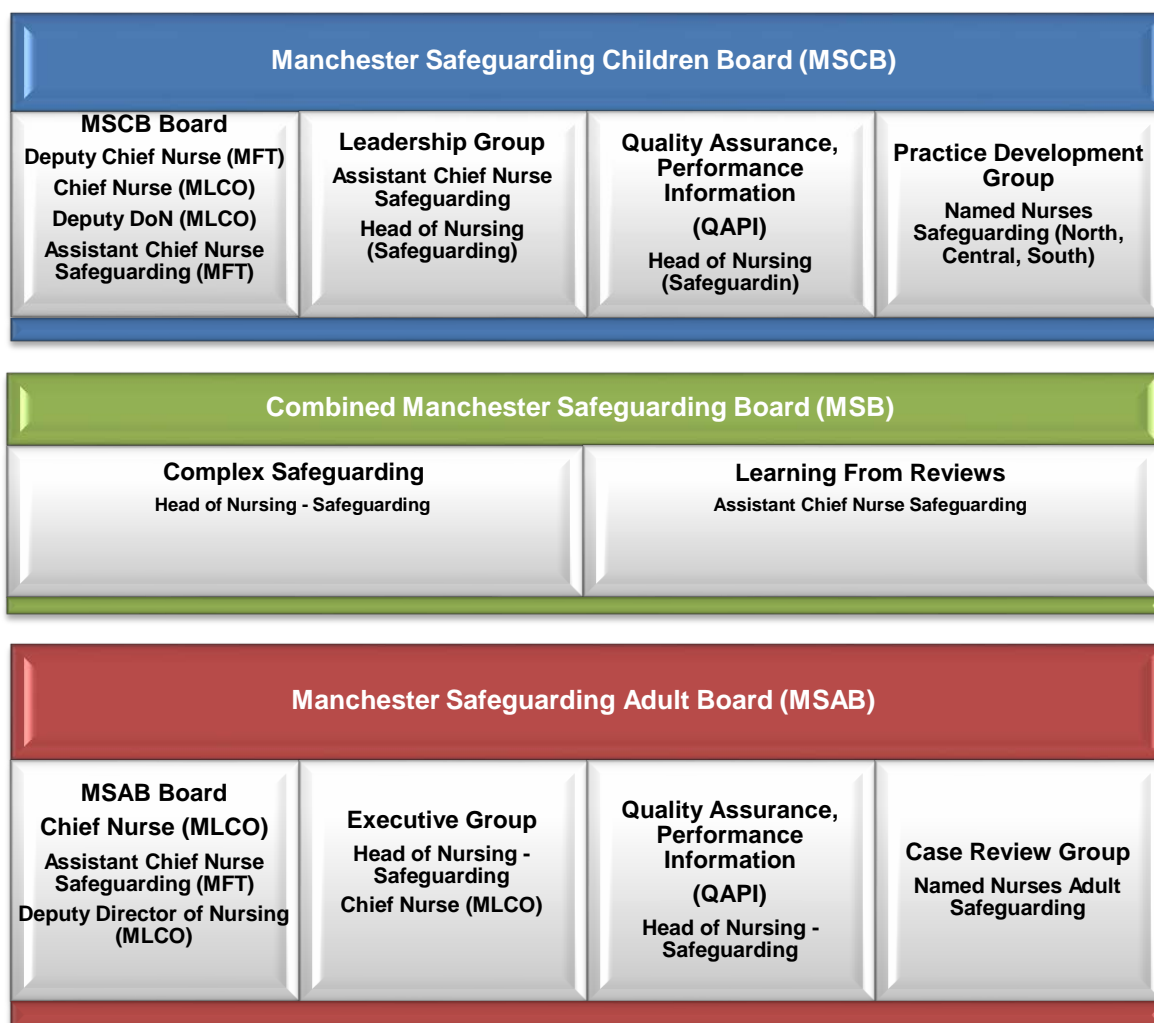 Manchester Safeguarding Children Board (MSCB)
MSCB Board
Deputy Chief Nurse (MFT)
Chief Nurse (MLCO)
Deputy DoN (MLCO)
Assistant Chief Nurse
Safeguarding (MFT)
Leadership Group
Assistant Chief Nurse
Safeguarding
Head of Nursing
(Safeguarding)
Quality Assurance,
Performance
Information
(QAPI)
Head of Nursing
(Safeguardin)
Practice Development
Group
Named Nurses
Safeguarding (North,
Central, South)
Combined Manchester Safeguarding Board (MSB)
Complex Safeguarding
Head of Nursing - Safeguarding
Learning From Reviews
Assistant Chief Nurse Safeguarding
Manchester Safeguarding Adult Board (MSAB)
MSAB Board
Chief Nurse (MLCO)
Assistant Chief Nurse
Safeguarding (MFT)
Deputy Director of Nursing
(MLCO)
Executive Group
Head of Nursing -
Safeguarding
Chief Nurse (MLCO)
Quality Assurance,
Performance
Information
(QAPI)
Head of Nursing -
Safeguarding
Case Review Group
Named Nurses Adult
Safeguarding